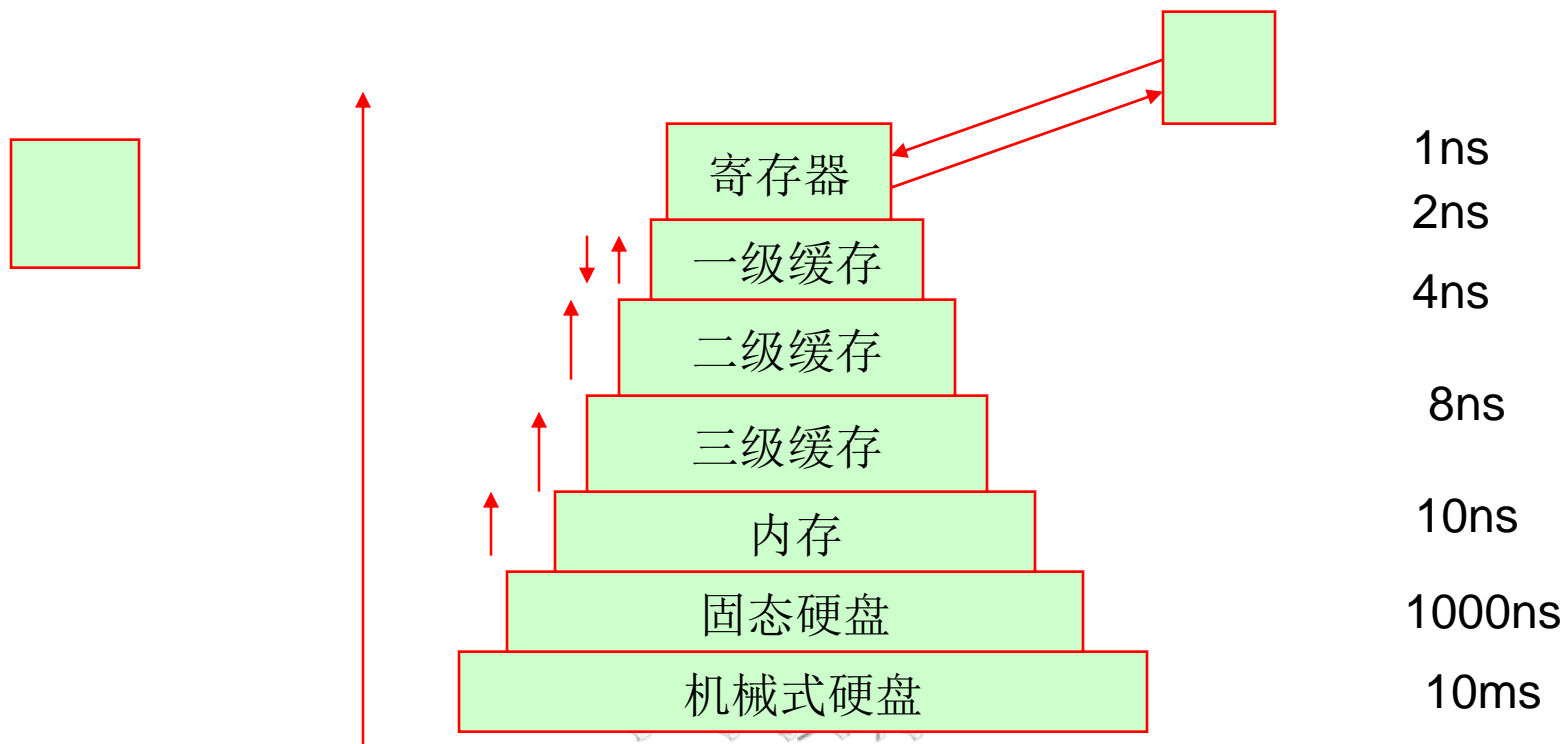 1ns
寄存器
2ns
一级缓存
4ns
二级缓存
8ns
三级缓存
10ns
内存
1000ns
固态硬盘
10ms
机械式硬盘